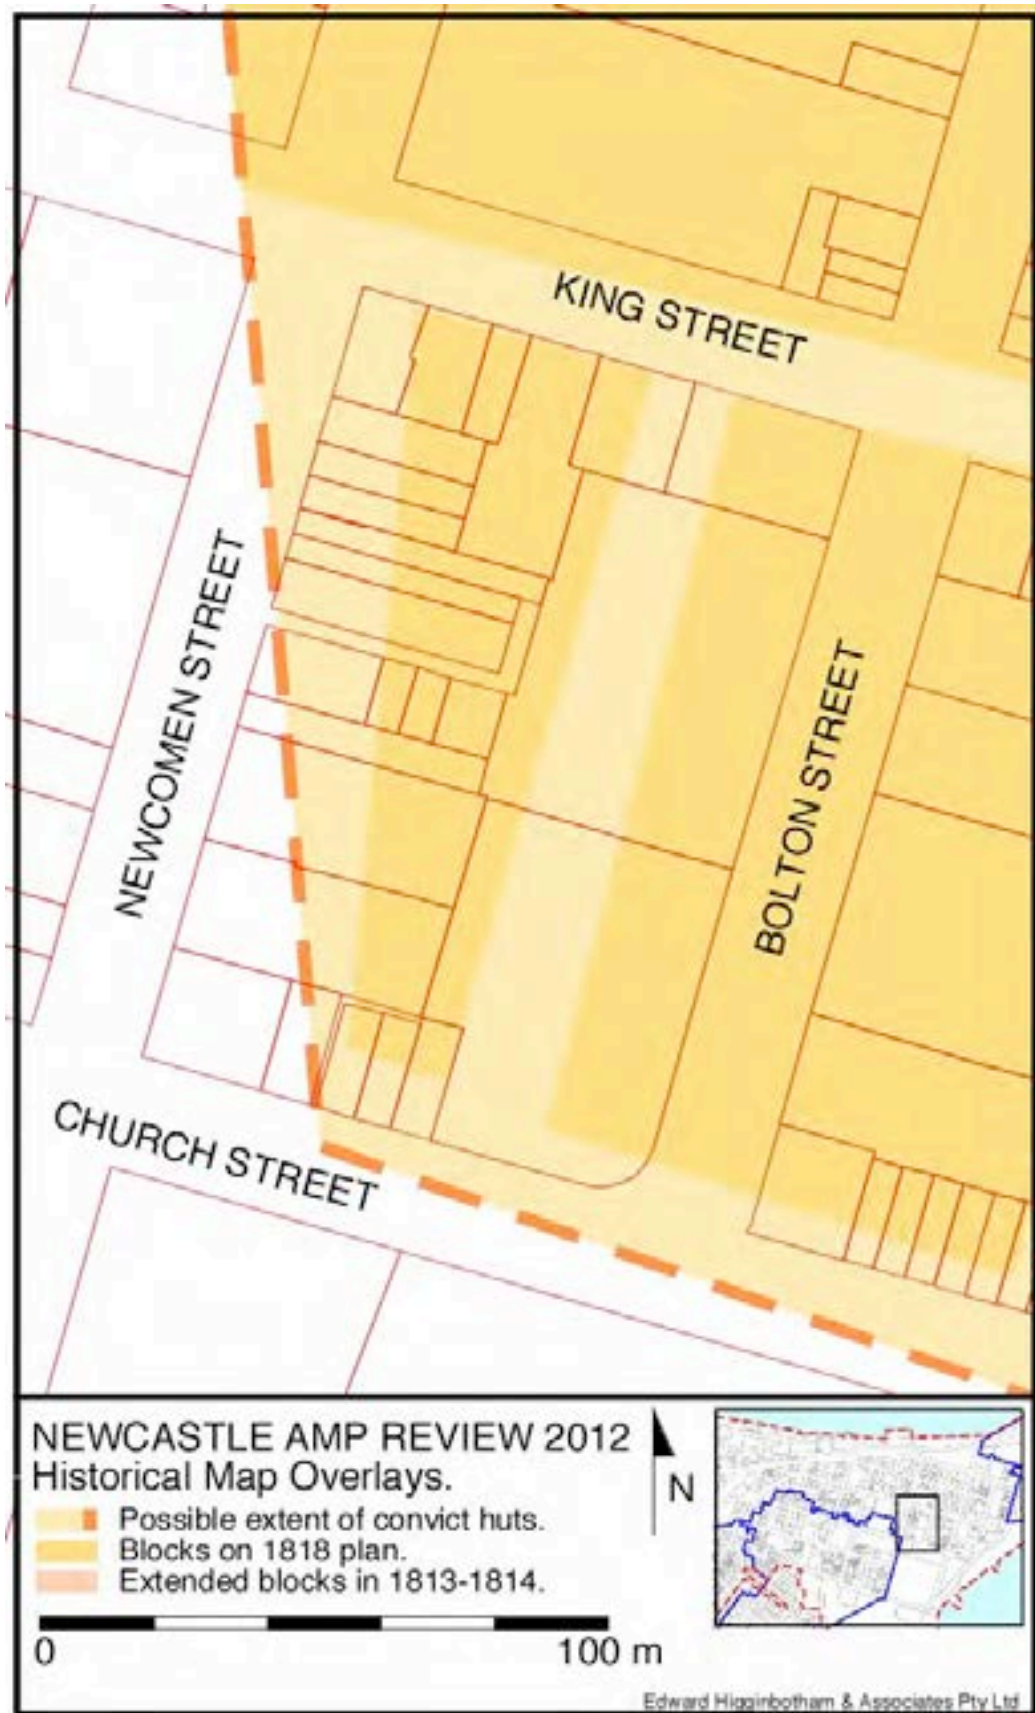 KING STREET
NEWCOMEN STREET
BOLTON STREET
CHURCH STREET
NEWCASTLE AMP REVIEW 2012
Historical Map Overlays.
Possible extent of convict huts.
Blocks on 1818 plan.
Extended blocks in 1813-1814.
0 100 m
N
Edward Higginbotham & Associates Pty Ltd